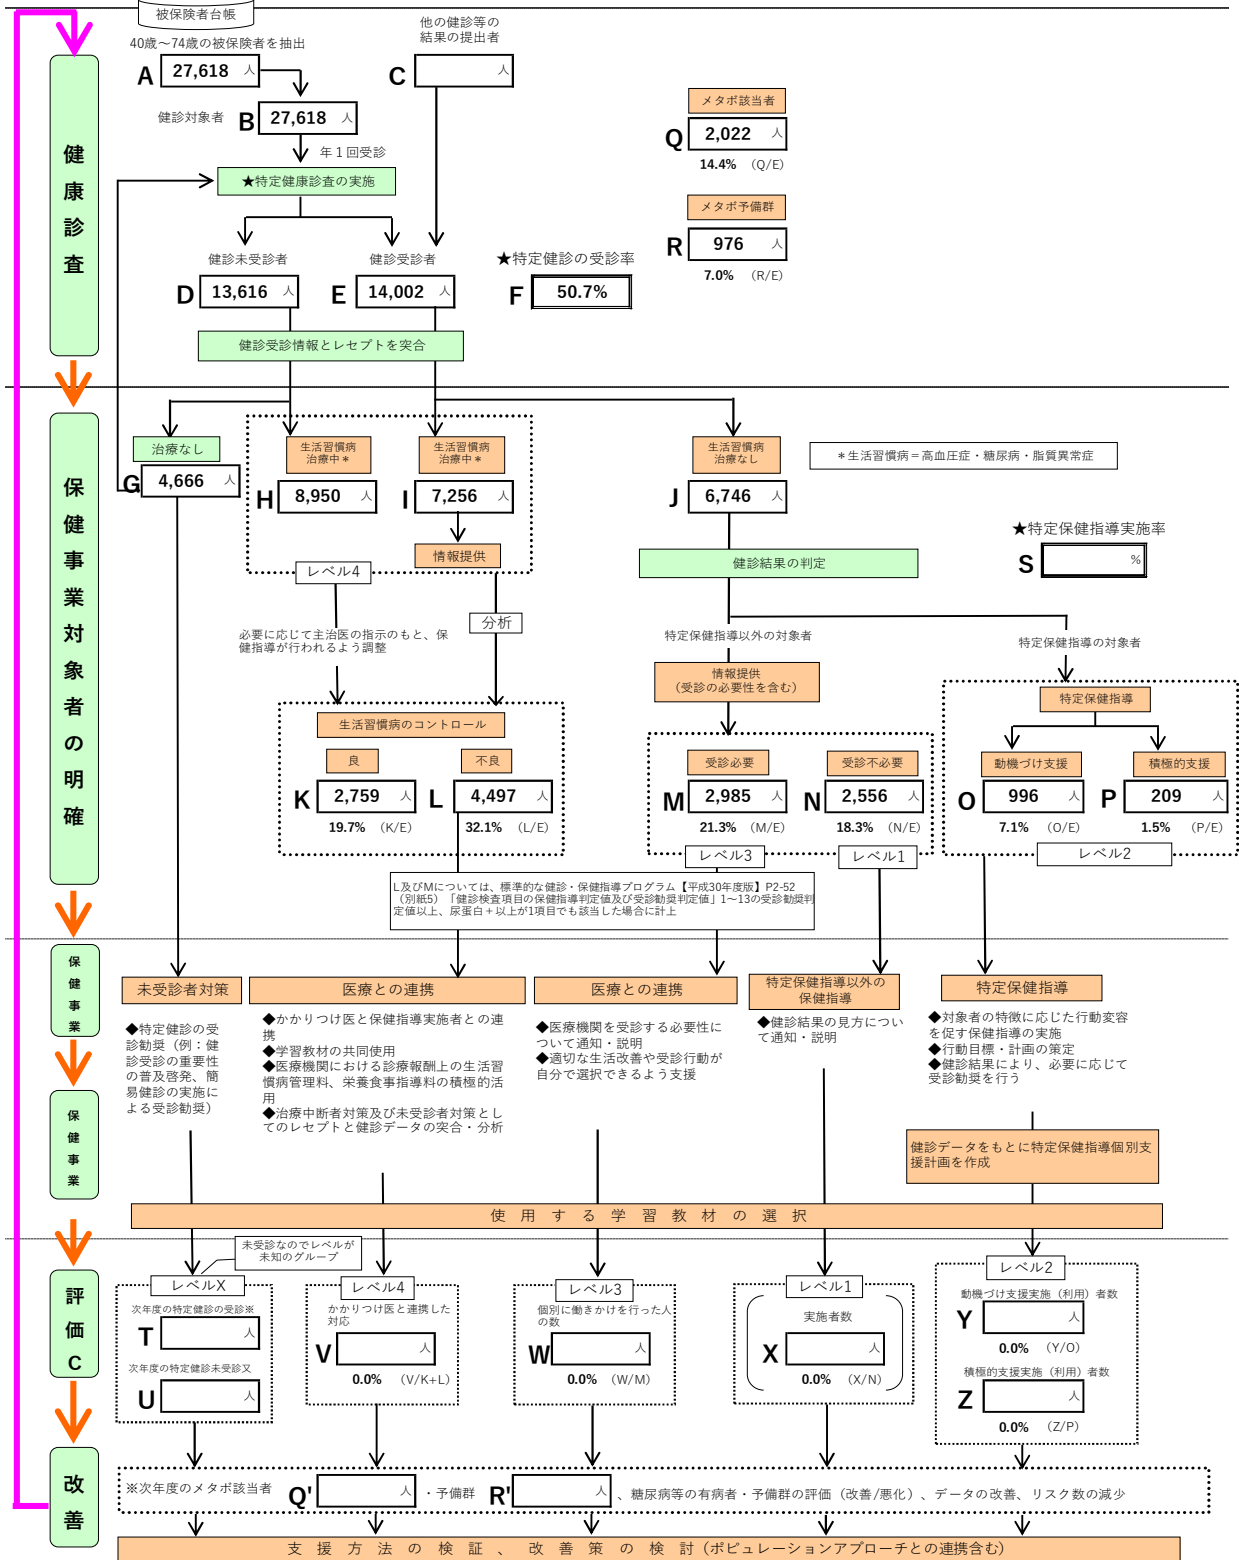 被保険者台帳
40歳～74歳の被保険者を抽出
A 27,618 人
他の健診等の
結果の提出者
C 人
健診対象者 B 27,618 人
年１回受診
★特定健康診査の実施
メタボ該当者
Q 2,022 人
14.4% （Q/E）
メタボ予備群
R 976 人
7.0% （R/E）
健康診査
健診未受診者
D 13,616 人
健診受診者
E 14,002 人
★特定健診の受診率
F 50.7%
健診受診情報とレセプトを突合
保健事業対象者の明確
治療なし
G 4,666 人
生活習慣病
治療中＊
H 8,950 人
生活習慣病
治療中＊
I 7,256 人
情報提供
レベル4
生活習慣病
治療なし
J 6,746 人
＊生活習慣病＝高血圧症・糖尿病・脂質異常症
★特定保健指導実施率
S %
健診結果の判定
分析
必要に応じて主治医の指示のもと、保
健指導が行われるよう調整
特定保健指導以外の対象者
特定保健指導の対象者
情報提供
（受診の必要性を含む）
特定保健指導
生活習慣病のコントロール
良
K 2,759 人
19.7% （K/E）
不良
L 4,497 人
32.1% （L/E）
受診必要
M 2,985 人
21.3% （M/E）
レベル3
受診不必要
N 2,556 人
18.3% （N/E）
レベル1
動機づけ支援
O 996 人
7.1% （O/E）
積極的支援
P 209 人
1.5% （P/E）
レベル2
L及びMについては、標準的な健診・保健指導プログラム【平成30年度版】P2-52
（別紙5）「健診検査項目の保健指導判定値及び受診勧奨判定値」1～13の受診勧奨判
定値以上、尿蛋白＋以上が1項目でも該当した場合に計上
保健事業
保健事業
未受診者対策
◆特定健診の受
診勧奨（例：健
診受診の重要性
の普及啓発、簡
易健診の実施に
よる受診勧奨）
医療との連携
◆かかりつけ医と保健指導実施者との連
携
◆学習教材の共同使用
◆医療機関における診療報酬上の生活習
慣病管理料、栄養食事指導料の積極的活
用
◆治療中断者対策及び未受診者対策とし
てのレセプトと健診データの突合・分析
医療との連携
◆医療機関を受診する必要性に
ついて通知・説明
◆適切な生活改善や受診行動が
自分で選択できるよう支援
特定保健指導以外の
保健指導
◆健診結果の見方につい
て通知・説明
特定保健指導
◆対象者の特徴に応じた行動変容
を促す保健指導の実施
◆行動目標・計画の策定
◆健診結果により、必要に応じて
受診勧奨を行う
健診データをもとに特定保健指導個別支
援計画を作成
使用する学習教材の選択
評価C
未受診なのでレベルが
未知のグループ
レベルX
次年度の特定健診の受診※
T 人
次年度の特定健診未受診又
U 人
レベル4
かかりつけ医と連携した
対応
V 人
0.0% （V/K+L）
レベル3
個別に働きかけを行った人
の数
W 人
0.0% （W/M）
レベル1
実施者数
X 人
0.0% （X/N）
レベル2
動機づけ支援実施（利用）者数
Y 人
0.0% （Y/O）
積極的支援実施（利用）者数
Z 人
0.0% （Z/P）
改善
※次年度のメタボ該当者 Q' 人 ・予備群 R' 人 、糖尿病等の有病者・予備群の評価（改善/悪化）、データの改善、リスク数の減少
支援方法の検証、改善策の検討(ポピュレーションアプローチとの連携含む)